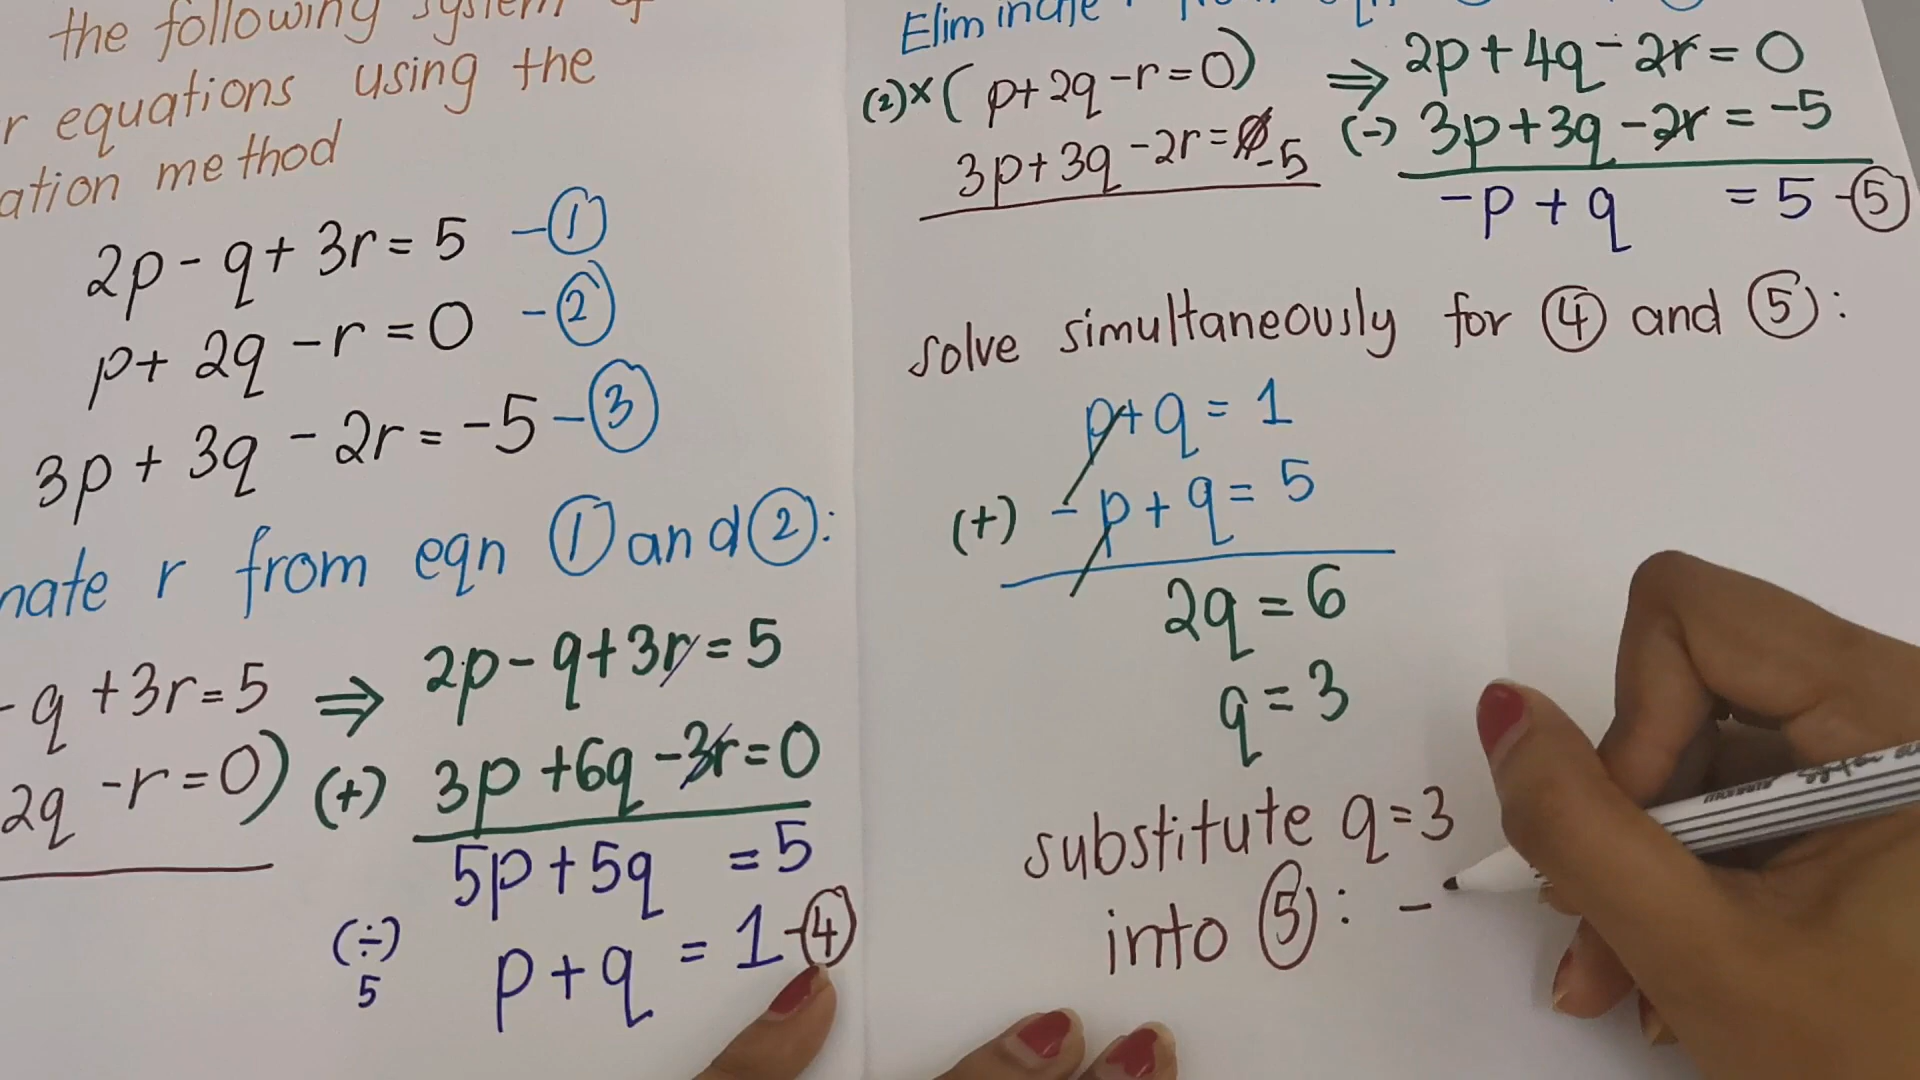 the following system of
r equations using the
ation method
2p - q + 3r = 5 - ①
p + 2q - r = 0 - ②
3p + 3q - 2r = -5 - ③
nate r from eqn ① and ②:
- q + 3r = 5 ⇒ 2p - q + 3r = 5
2q - r = 0) (+) 3p + 6q - 3r = 0
5p + 5q = 5
(÷) 5 p + q = 1 - ④
Eliminate r from eqn
(2) × (p + 2q - r = 0) ⇒ 2p + 4q - 2r = 0
3p + 3q - 2r = -5 (-) 3p + 3q - 2r = -5
-p + q = 5 - ⑤
solve simultaneously for ④ and ⑤:
p + q = 1
(+) -p + q = 5
2q = 6
q = 3
substitute q = 3
into ⑤: -